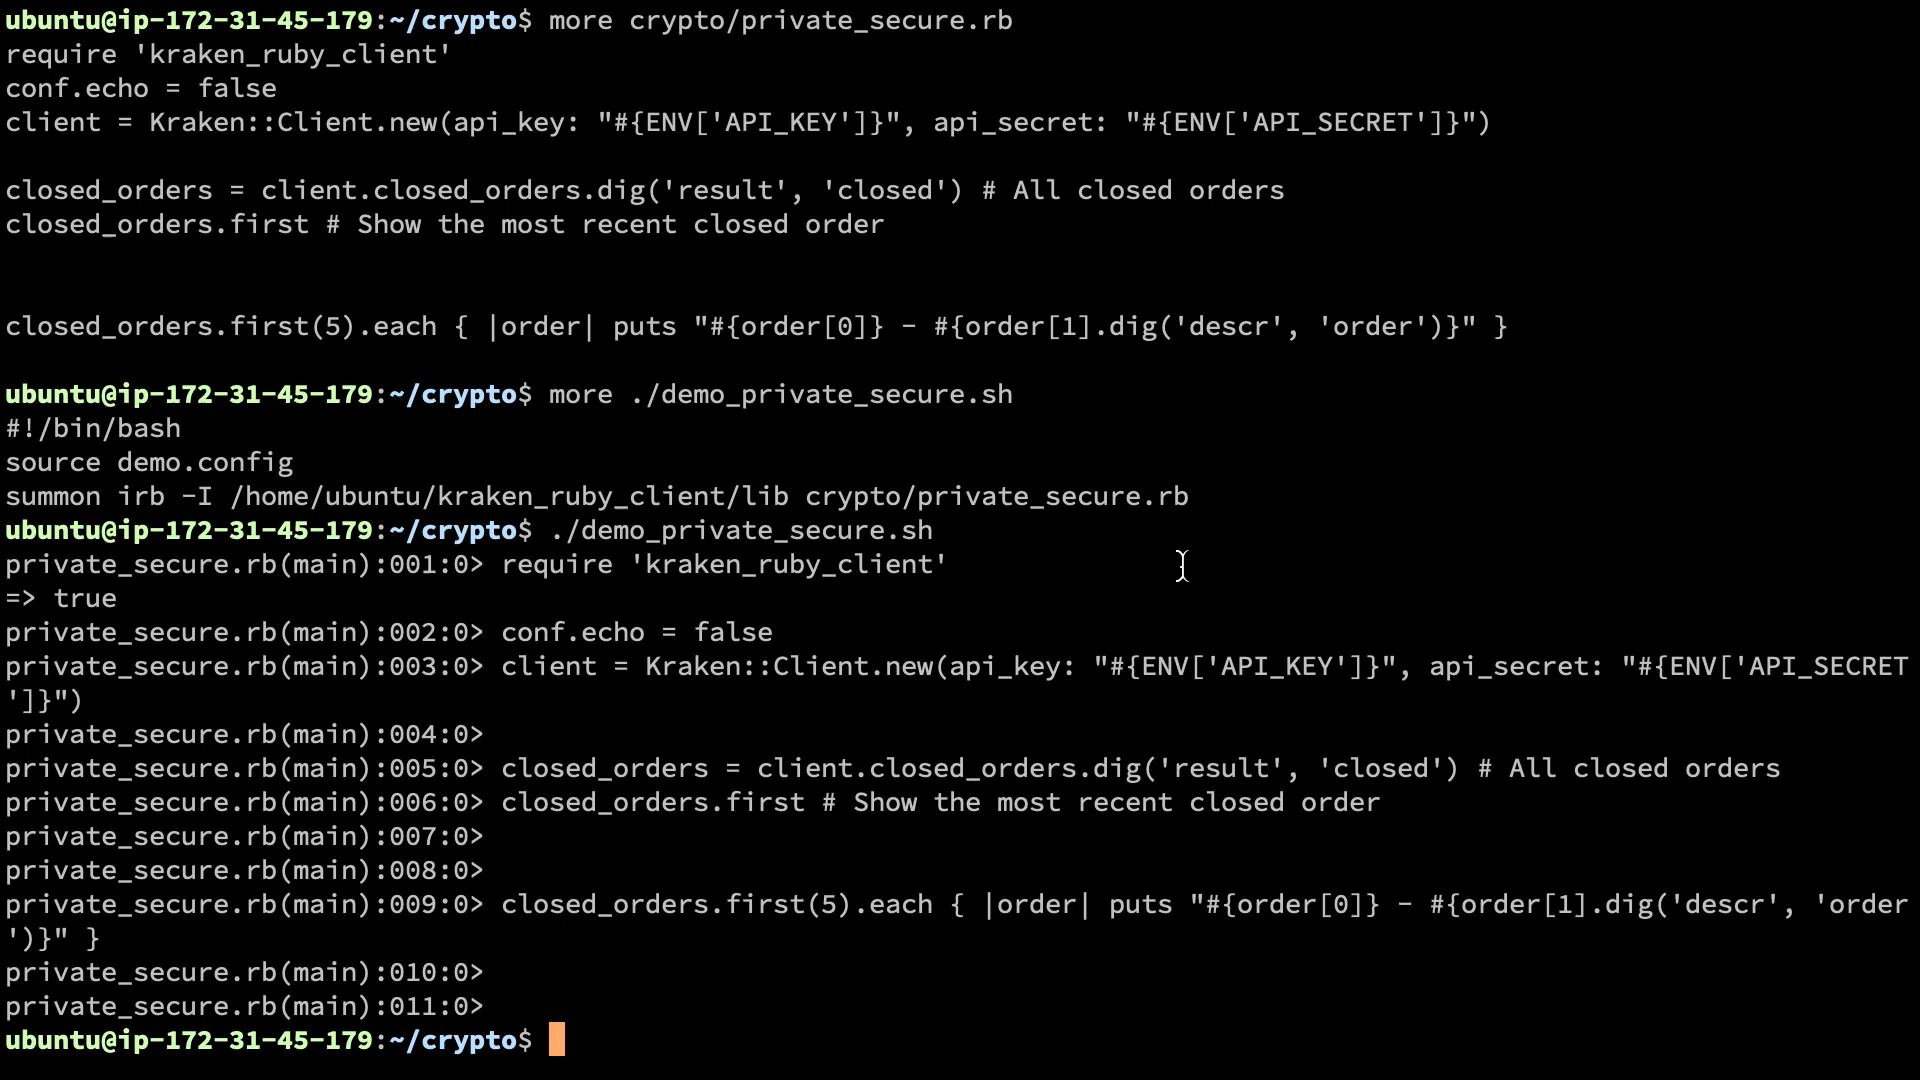 ubuntu@ip-172-31-45-179:~/crypto$ more crypto/private_secure.rb
require 'kraken_ruby_client'
conf.echo = false
client = Kraken::Client.new(api_key: "#{ENV['API_KEY']}", api_secret: "#{ENV['API_SECRET']}")
closed_orders = client.closed_orders.dig('result', 'closed') # All closed orders
closed_orders.first # Show the most recent closed order
closed_orders.first(5).each { |order| puts "#{order[0]} - #{order[1].dig('descr', 'order')}" }
ubuntu@ip-172-31-45-179:~/crypto$ more ./demo_private_secure.sh
#!/bin/bash
source demo.config
summon irb -I /home/ubuntu/kraken_ruby_client/lib crypto/private_secure.rb
ubuntu@ip-172-31-45-179:~/crypto$ ./demo_private_secure.sh
private_secure.rb(main):001:0> require 'kraken_ruby_client'
=> true
private_secure.rb(main):002:0> conf.echo = false
private_secure.rb(main):003:0> client = Kraken::Client.new(api_key: "#{ENV['API_KEY']}", api_secret: "#{ENV['API_SECRET
']}")
private_secure.rb(main):004:0>
private_secure.rb(main):005:0> closed_orders = client.closed_orders.dig('result', 'closed') # All closed orders
private_secure.rb(main):006:0> closed_orders.first # Show the most recent closed order
private_secure.rb(main):007:0>
private_secure.rb(main):008:0>
private_secure.rb(main):009:0> closed_orders.first(5).each { |order| puts "#{order[0]} - #{order[1].dig('descr', 'order
')}" }
private_secure.rb(main):010:0>
private_secure.rb(main):011:0>
ubuntu@ip-172-31-45-179:~/crypto$